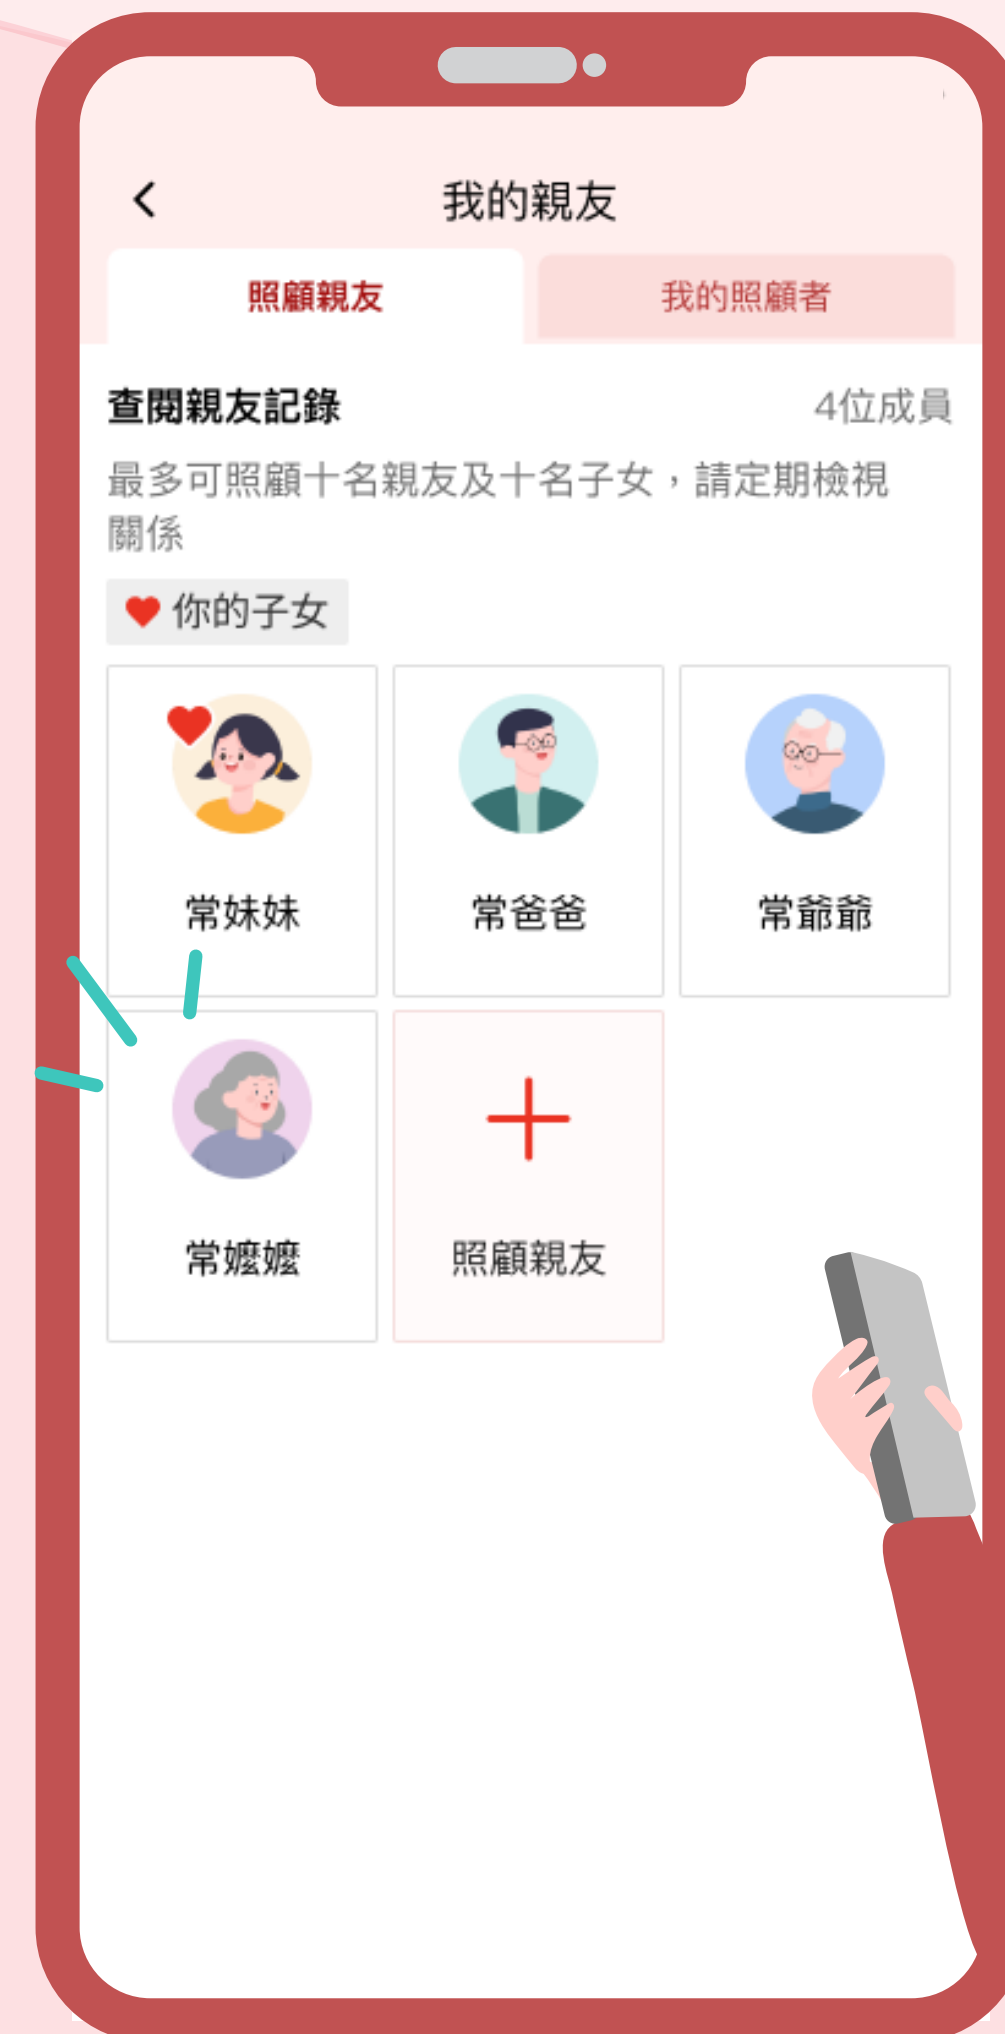 我的親友
照顧親友
我的照顧者
查閱親友記錄
4位成員
最多可照顧十名親友及十名子女，請定期檢視
關係
你的子女
常妹妹
常爸爸
常爺爺
常嬤嬤
照顧親友